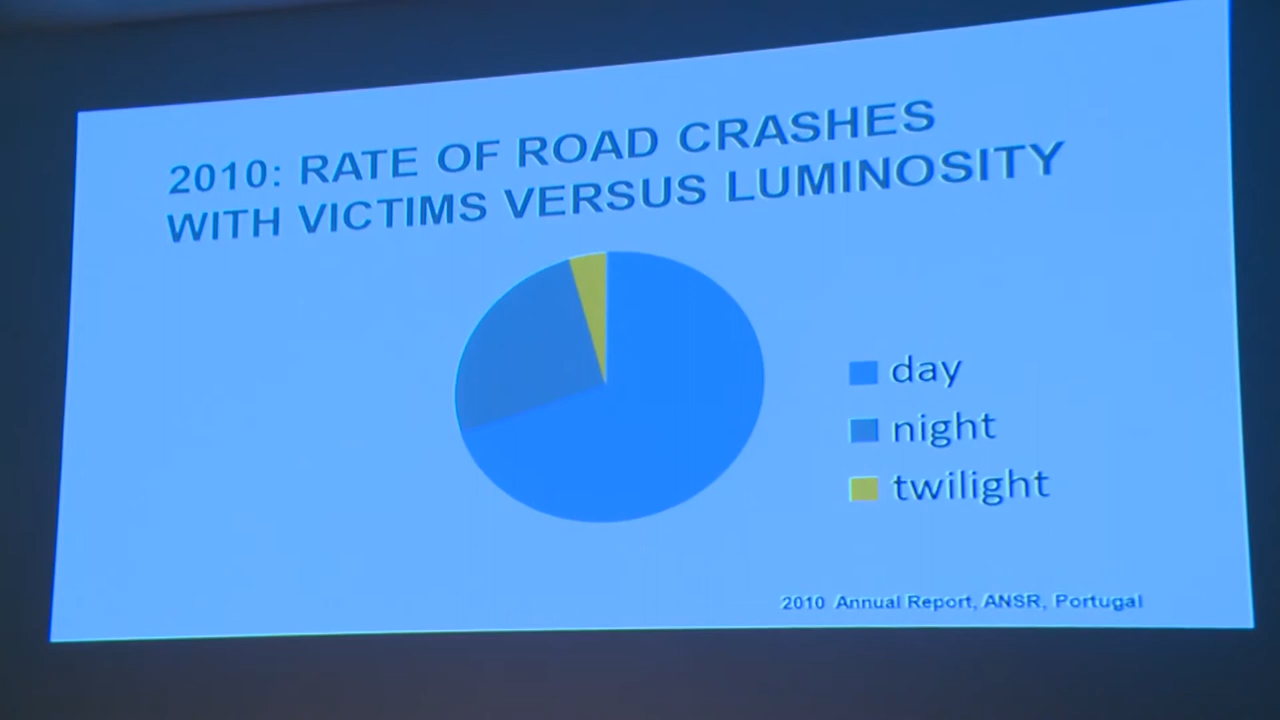 2010: RATE OF ROAD CRASHES
WITH VICTIMS VERSUS LUMINOSITY
day
night
twilight
2010 Annual Report, ANSR, Portugal